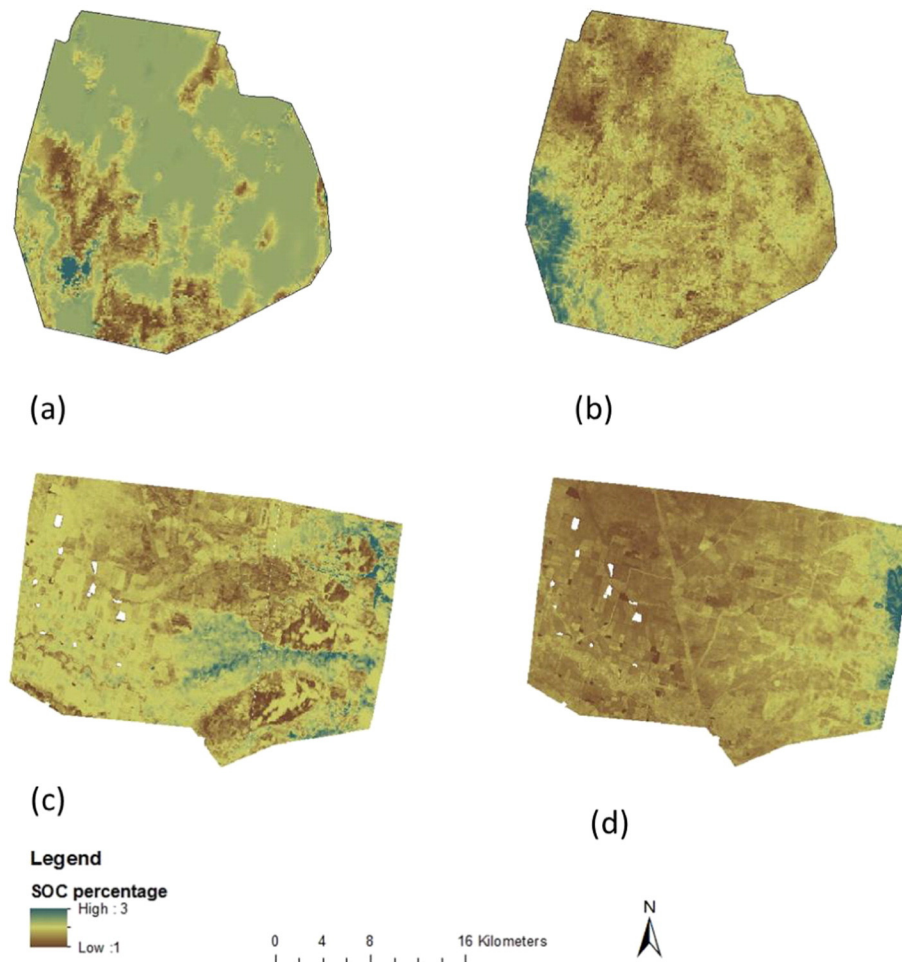 (a)
(b)
(c)
(d)
Legend
SOC percentage
High : 3
Low :1
0 4 8 16 Kilometers
N